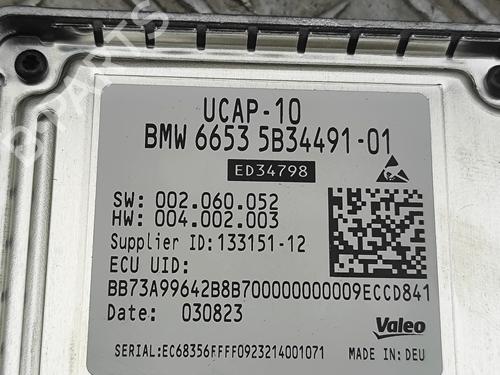 B-PARTS
UCAP-10
BMW 6653 5B34491-01
ED34798
SW: 002.060.052
HW: 004.002.003
Supplier ID:133151-12
ECU UID:
BB73A99642B8B700000000009ECCD841
Date: 030823
Valeo
SERIAL:EC68356FFFF0923214001071 MADE IN:DEU